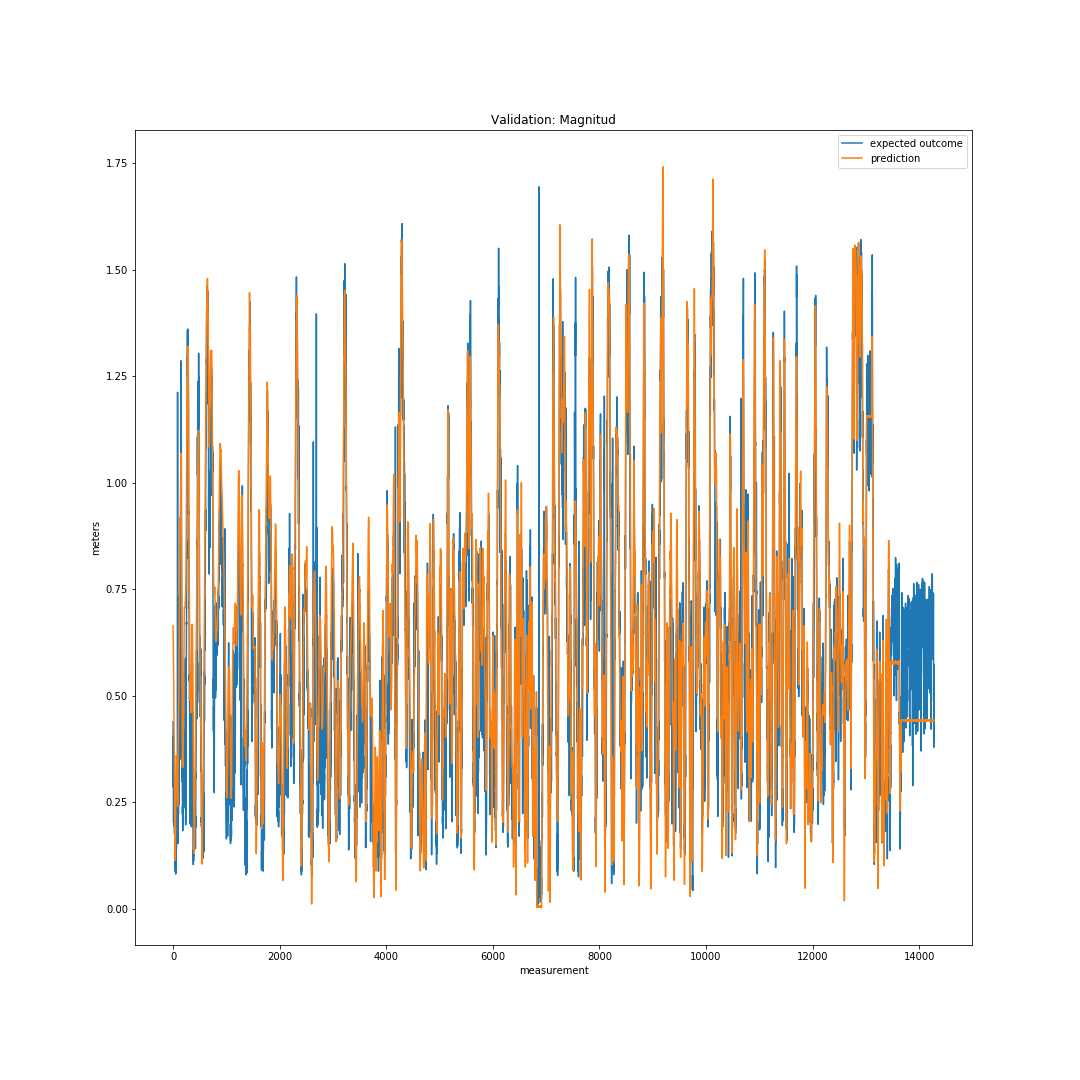 Validation: Magnitud
expected outcome
prediction
1.75
1.50
1.25
1.00
0.75
0.50
0.25
0.00
meters
0 2000 4000 6000 8000 10000 12000 14000
measurement